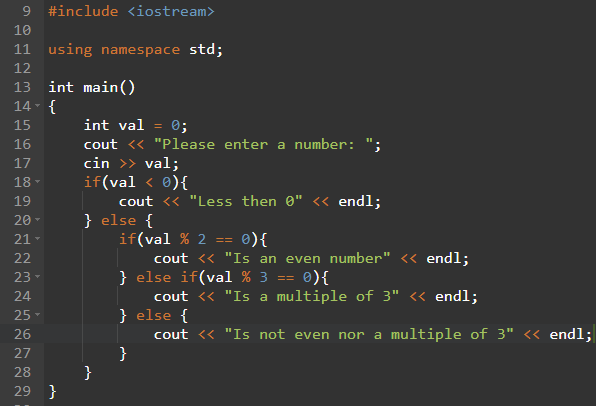 9 #include <iostream>
10
11 using namespace std;
12
13 int main()
14 {
15     int val = 0;
16     cout << "Please enter a number: ";
17     cin >> val;
18     if(val < 0){
19         cout << "Less then 0" << endl;
20     } else {
21         if(val % 2 == 0){
22             cout << "Is an even number" << endl;
23         } else if(val % 3 == 0){
24             cout << "Is a multiple of 3" << endl;
25         } else {
26             cout << "Is not even nor a multiple of 3" << endl;
27         }
28     }
29 }